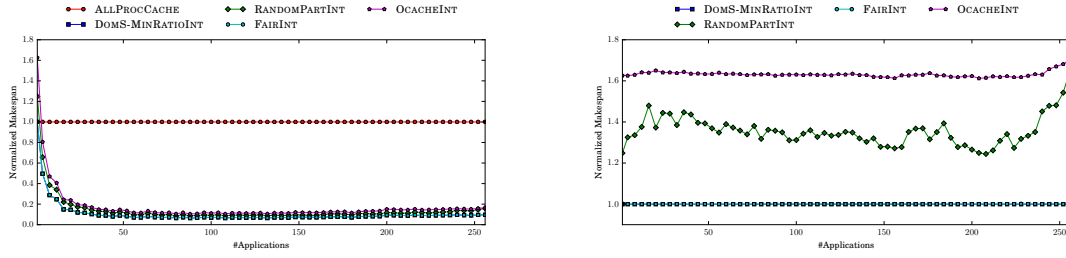 ALLPROCCACHE RANDOMPARTINT OCACHEINT
DOMS-MINRATIOINT FAIRINT
1.8
1.6
1.4
1.2
1.0
0.8
0.6
0.4
0.2
0.0
Normalized Makespan
50 100 150 200 250
#Applications
DOMS-MINRATIOINT FAIRINT OCACHEINT
RANDOMPARTINT
1.8
1.6
1.4
1.2
1.0
Normalized Makespan
50 100 150 200 250
#Applications